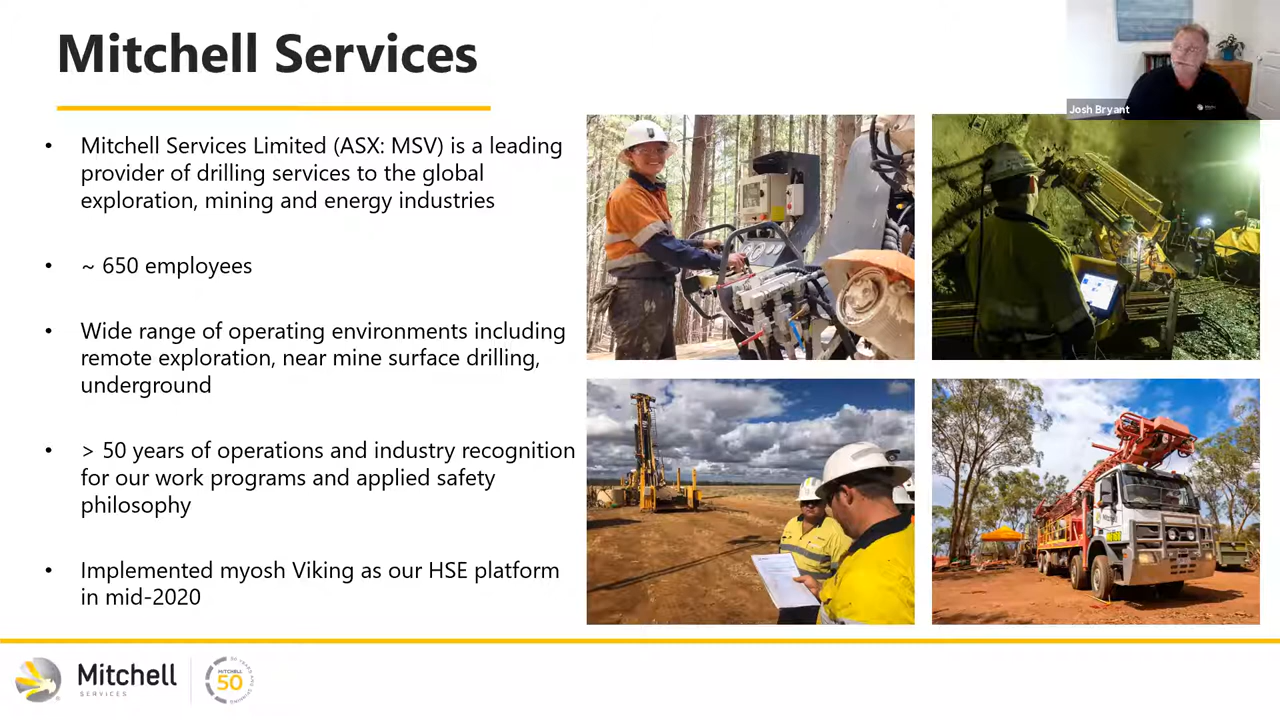 Mitchell Services
Josh Bryant
• Mitchell Services Limited (ASX: MSV) is a leading
provider of drilling services to the global
exploration, mining and energy industries
• ~ 650 employees
• Wide range of operating environments including
remote exploration, near mine surface drilling,
underground
• > 50 years of operations and industry recognition
for our work programs and applied safety
philosophy
• Implemented myosh Viking as our HSE platform
in mid-2020
Mitchell
SERVICES
MITCHELL
50